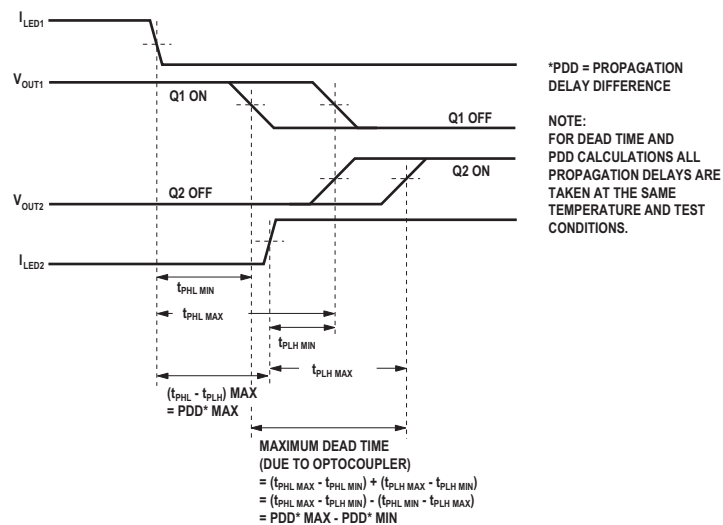 I LED1
V OUT1
Q1 ON
Q1 OFF
*PDD = PROPAGATION
DELAY DIFFERENCE
NOTE:
FOR DEAD TIME AND
PDD CALCULATIONS ALL
PROPAGATION DELAYS ARE
TAKEN AT THE SAME
TEMPERATURE AND TEST
CONDITIONS.
Q2 OFF
Q2 ON
V OUT2
I LED2
t PHL MIN
t PHL MAX
t PLH MIN
t PLH MAX
(t PHL - t PLH) MAX
= PDD* MAX
MAXIMUM DEAD TIME
(DUE TO OPTOCOUPLER)
= (t PHL MAX - t PHL MIN) + (t PLH MAX - t PLH MIN)
= (t PHL MAX - t PLH MIN) - (t PHL MIN - t PLH MAX)
= PDD* MAX - PDD* MIN